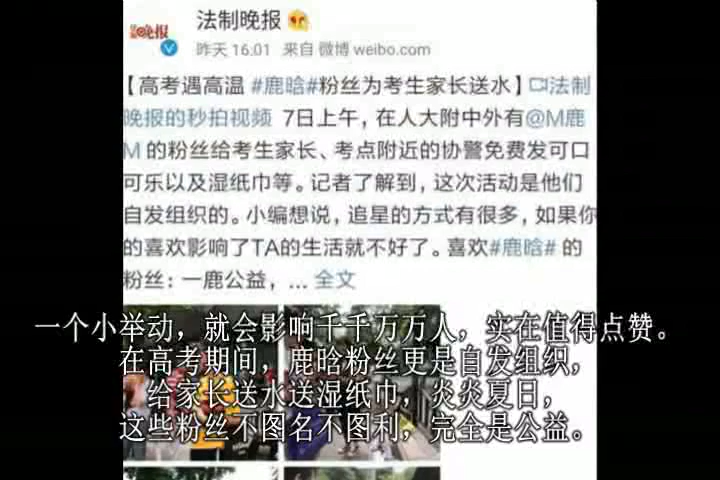 晚报
法制晚报
昨天 16:01 来自 微博 weibo.com
【高考遇高温 #鹿晗#粉丝为考生家长送水】法制
晚报的秒拍视频 7日上午，在人大附中外有@M鹿
M 的粉丝给考生家长、考点附近的协警免费发可口
可乐以及湿纸巾等。记者了解到，这次活动是他们
自发组织的。小编想说，追星的方式有很多，如果你
的喜欢影响了TA的生活就不好了。喜欢#鹿晗# 的
粉丝：一鹿公益，... 全文
一个小举动，就会影响千千万万人，实在值得点赞。
在高考期间，鹿晗粉丝更是自发组织，
给家长送水送湿纸巾，炎炎夏日，
这些粉丝不图名不图利，完全是公益。